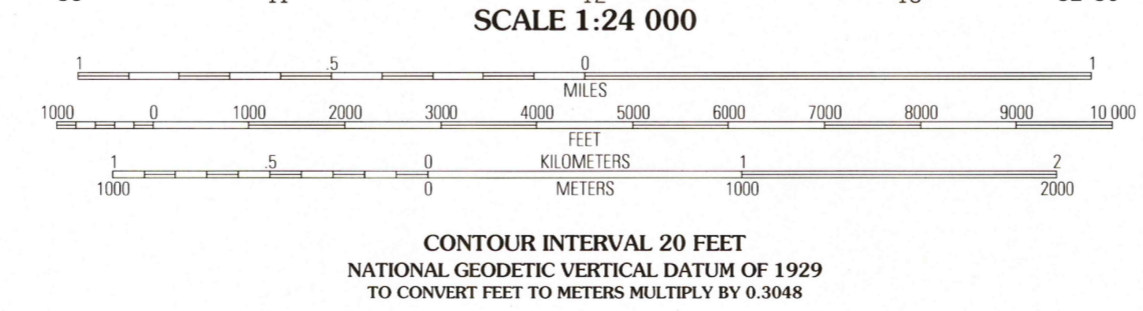 SCALE 1:24 000
1 .5 0 1
MILES
1000 0 1000 2000 3000 4000 5000 6000 7000 8000 9000 10 000
FEET
1 .5 0 KILOMETERS 1 2
1000 0 METERS 1000 2000
CONTOUR INTERVAL 20 FEET
NATIONAL GEODETIC VERTICAL DATUM OF 1929
TO CONVERT FEET TO METERS MULTIPLY BY 0.3048